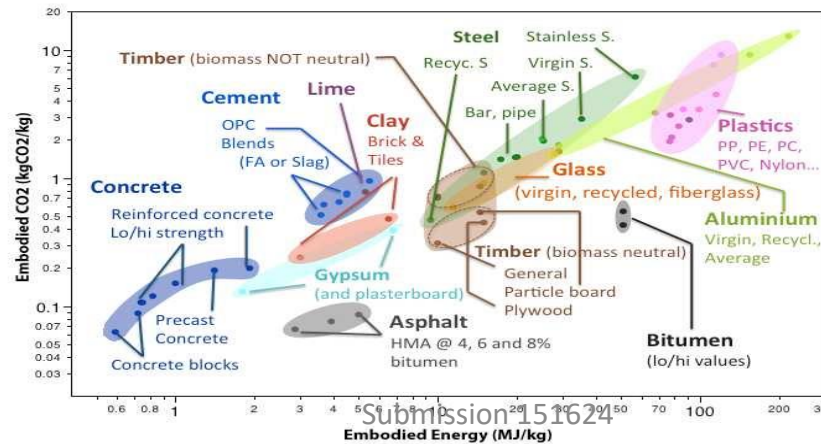 20
10
5
4
3
2
1
0.7
0.5
0.4
0.3
0.2
0.1
0.07
0.05
0.04
0.03
Embodied CO2 (kgCO2/kg)
Timber (biomass NOT neutral)
Steel
Stainless S.
Recyc. S
Virgin S.
Average S.
Bar, pipe
Lime
Cement
OPC
Blends
(FA or Slag)
Clay
Brick &
Tiles
Plastics
PP, PE, PC,
PVC, Nylon...
Concrete
Reinforced concrete
Lo/hi strength
Glass
(virgin, recycled, fiberglass)
Aluminium
Virgin, Recycl.,
Average
Gypsum
(and plasterboard)
Timber (biomass neutral)
General
Particle board
Plywood
Precast
Concrete
Concrete blocks
Asphalt
HMA @ 4, 6 and 8%
bitumen
Bitumen
(lo/hi values)
0.6 0.8 1 2 3 4 5 6 7 10 20 30 40 50 70 100 200
Submission 151624
Embodied Energy (MJ/kg)